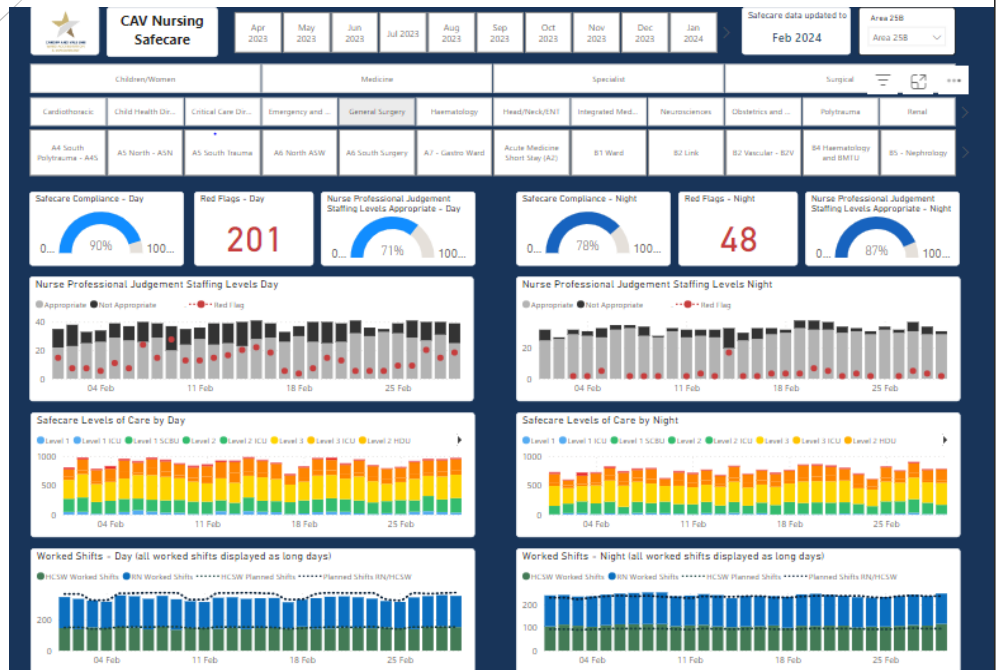 CAV Nursing
Safecare
Apr
2023
May
2023
Jun
2023
Jul 2023
Aug
2023
Sep
2023
Oct
2023
Nov
2023
Dec
2023
Jan
2024
Safecare data updated to
Feb 2024
Area 25B
Area 25B
Children/Women
Medicine
Specialist
Surgical
Cardiothoracic
Child Health Dir...
Critical Care Dir...
Emergency and ...
General Surgery
Haematology
Head/Neck/ENT
Integrated Med...
Neurosciences
Obstetrics and ...
Polytrauma
Renal
A4 South
Polytrauma - A4S
A5 North - A5N
A5 South Trauma
A6 North ASW
A6 South Surgery
A7 - Gastro Ward
Acute Medicine
Short Stay (A2)
B1 Ward
B2 Link
B2 Vascular - B2V
B4 Haematology
and BMTU
B5 - Nephrology
Safecare Compliance - Day
0...
90%
100...
Red Flags - Day
201
Nurse Professional Judgement
Staffing Levels Appropriate - Day
0...
71%
100...
Safecare Compliance - Night
0...
78%
100...
Red Flags - Night
48
Nurse Professional Judgement
Staffing Levels Appropriate - Night
0...
87%
100...
Nurse Professional Judgement Staffing Levels Day
Appropriate Not Appropriate Red Flag
40
20
0
04 Feb 11 Feb 18 Feb 25 Feb
Nurse Professional Judgement Staffing Levels Night
Appropriate Not Appropriate Red Flag
20
0
04 Feb 11 Feb 18 Feb 25 Feb
Safecare Levels of Care by Day
Level 1 Level 1 ICU Level 1 SCBU Level 2 Level 2 ICU Level 3 Level 3 ICU Level 2 HDU
1000
500
0
04 Feb 11 Feb 18 Feb 25 Feb
Safecare Levels of Care by Night
Level 1 Level 1 ICU Level 1 SCBU Level 2 Level 2 ICU Level 3 Level 3 ICU Level 2 HDU
1000
500
0
04 Feb 11 Feb 18 Feb 25 Feb
Worked Shifts - Day (all worked shifts displayed as long days)
HCSW Worked Shifts RN Worked Shifts HCSW Planned Shifts Planned Shifts RN/HCSW
200
0
04 Feb 11 Feb 18 Feb 25 Feb
Worked Shifts - Night (all worked shifts displayed as long days)
HCSW Worked Shifts RN Worked Shifts HCSW Planned Shifts Planned Shifts RN/HCSW
200
100
0
04 Feb 11 Feb 18 Feb 25 Feb